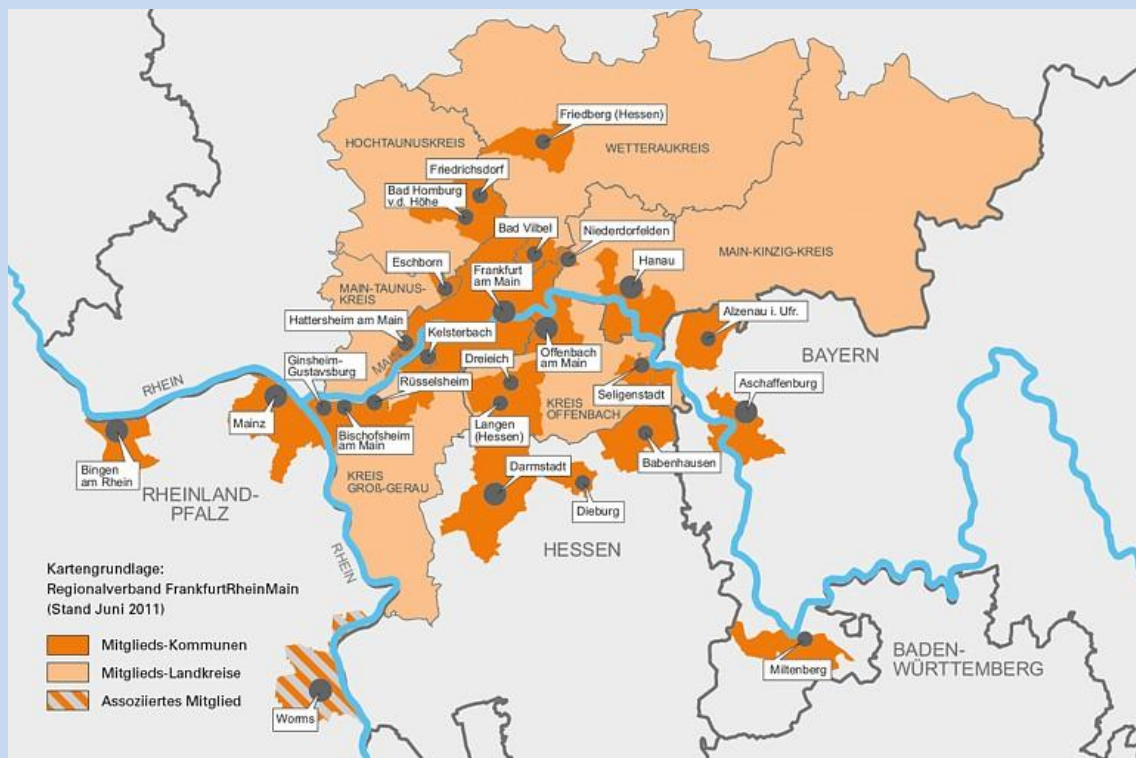 Friedberg (Hessen)
HOCHTAUNUSKREIS
WETTERAUKREIS
Friedrichsdorf
Bad Homburg
v.d. Höhe
Bad Vilbel
Niederdorfelden
MAIN-KINZIG-KREIS
Eschborn
Frankfurt
am Main
Hanau
MAIN-TAUNUS-
KREIS
Hattersheim am Main
Kelsterbach
Alzenau i. Ufr.
MAIN
Dreieich
Offenbach
am Main
BAYERN
Ginsheim-
Gustavsburg
RHEIN
Rüsselsheim
Seligenstadt
Aschaffenburg
Mainz
Bischofsheim
am Main
Langen
(Hessen)
KREIS
OFFENBACH
Bingen
am Rhein
Babenhausen
KREIS
GROß-GERAU
Darmstadt
RHEINLAND-
PFALZ
Dieburg
HESSEN
RHEIN
Kartengrundlage:
Regionalverband FrankfurtRheinMain
(Stand Juni 2011)
Mitglieds-Kommunen
Mitglieds-Landkreise
Assoziiertes Mitglied
Worms
Miltenberg
BADEN-
WÜRTTEMBERG